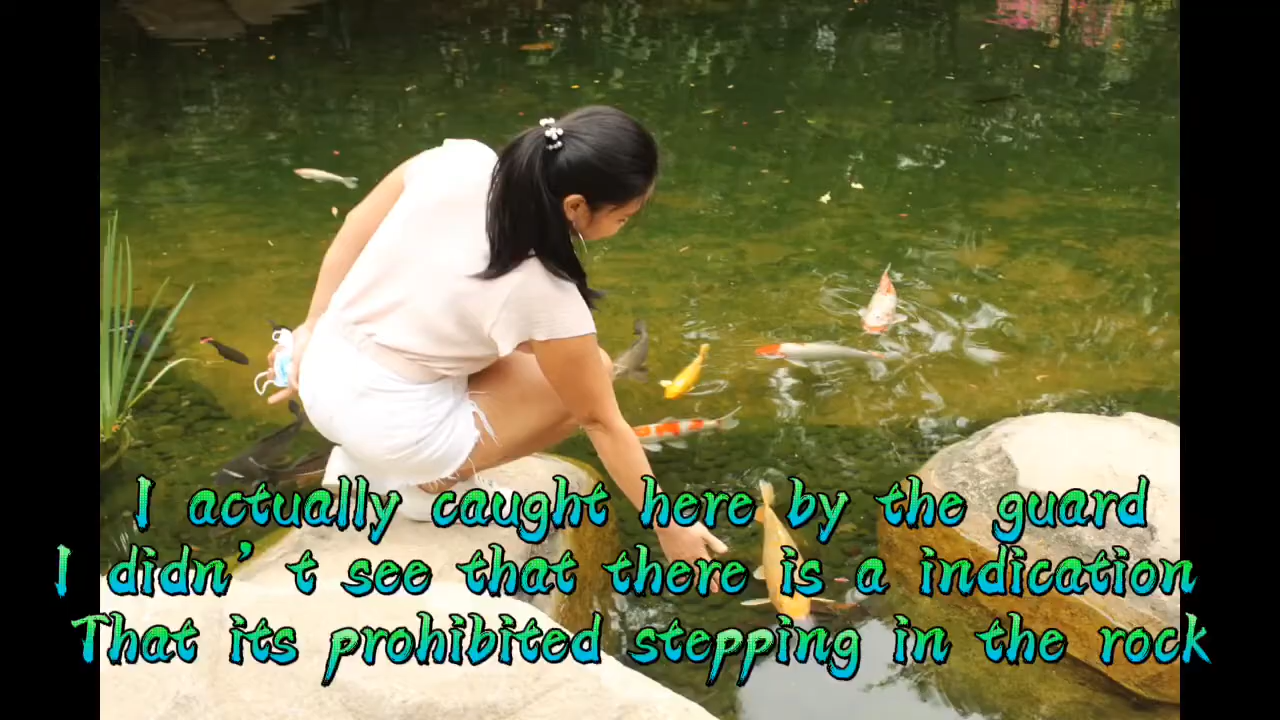 I actually caught here by the guard
I didn't see that there is a indication
That its prohibited stepping in the rock